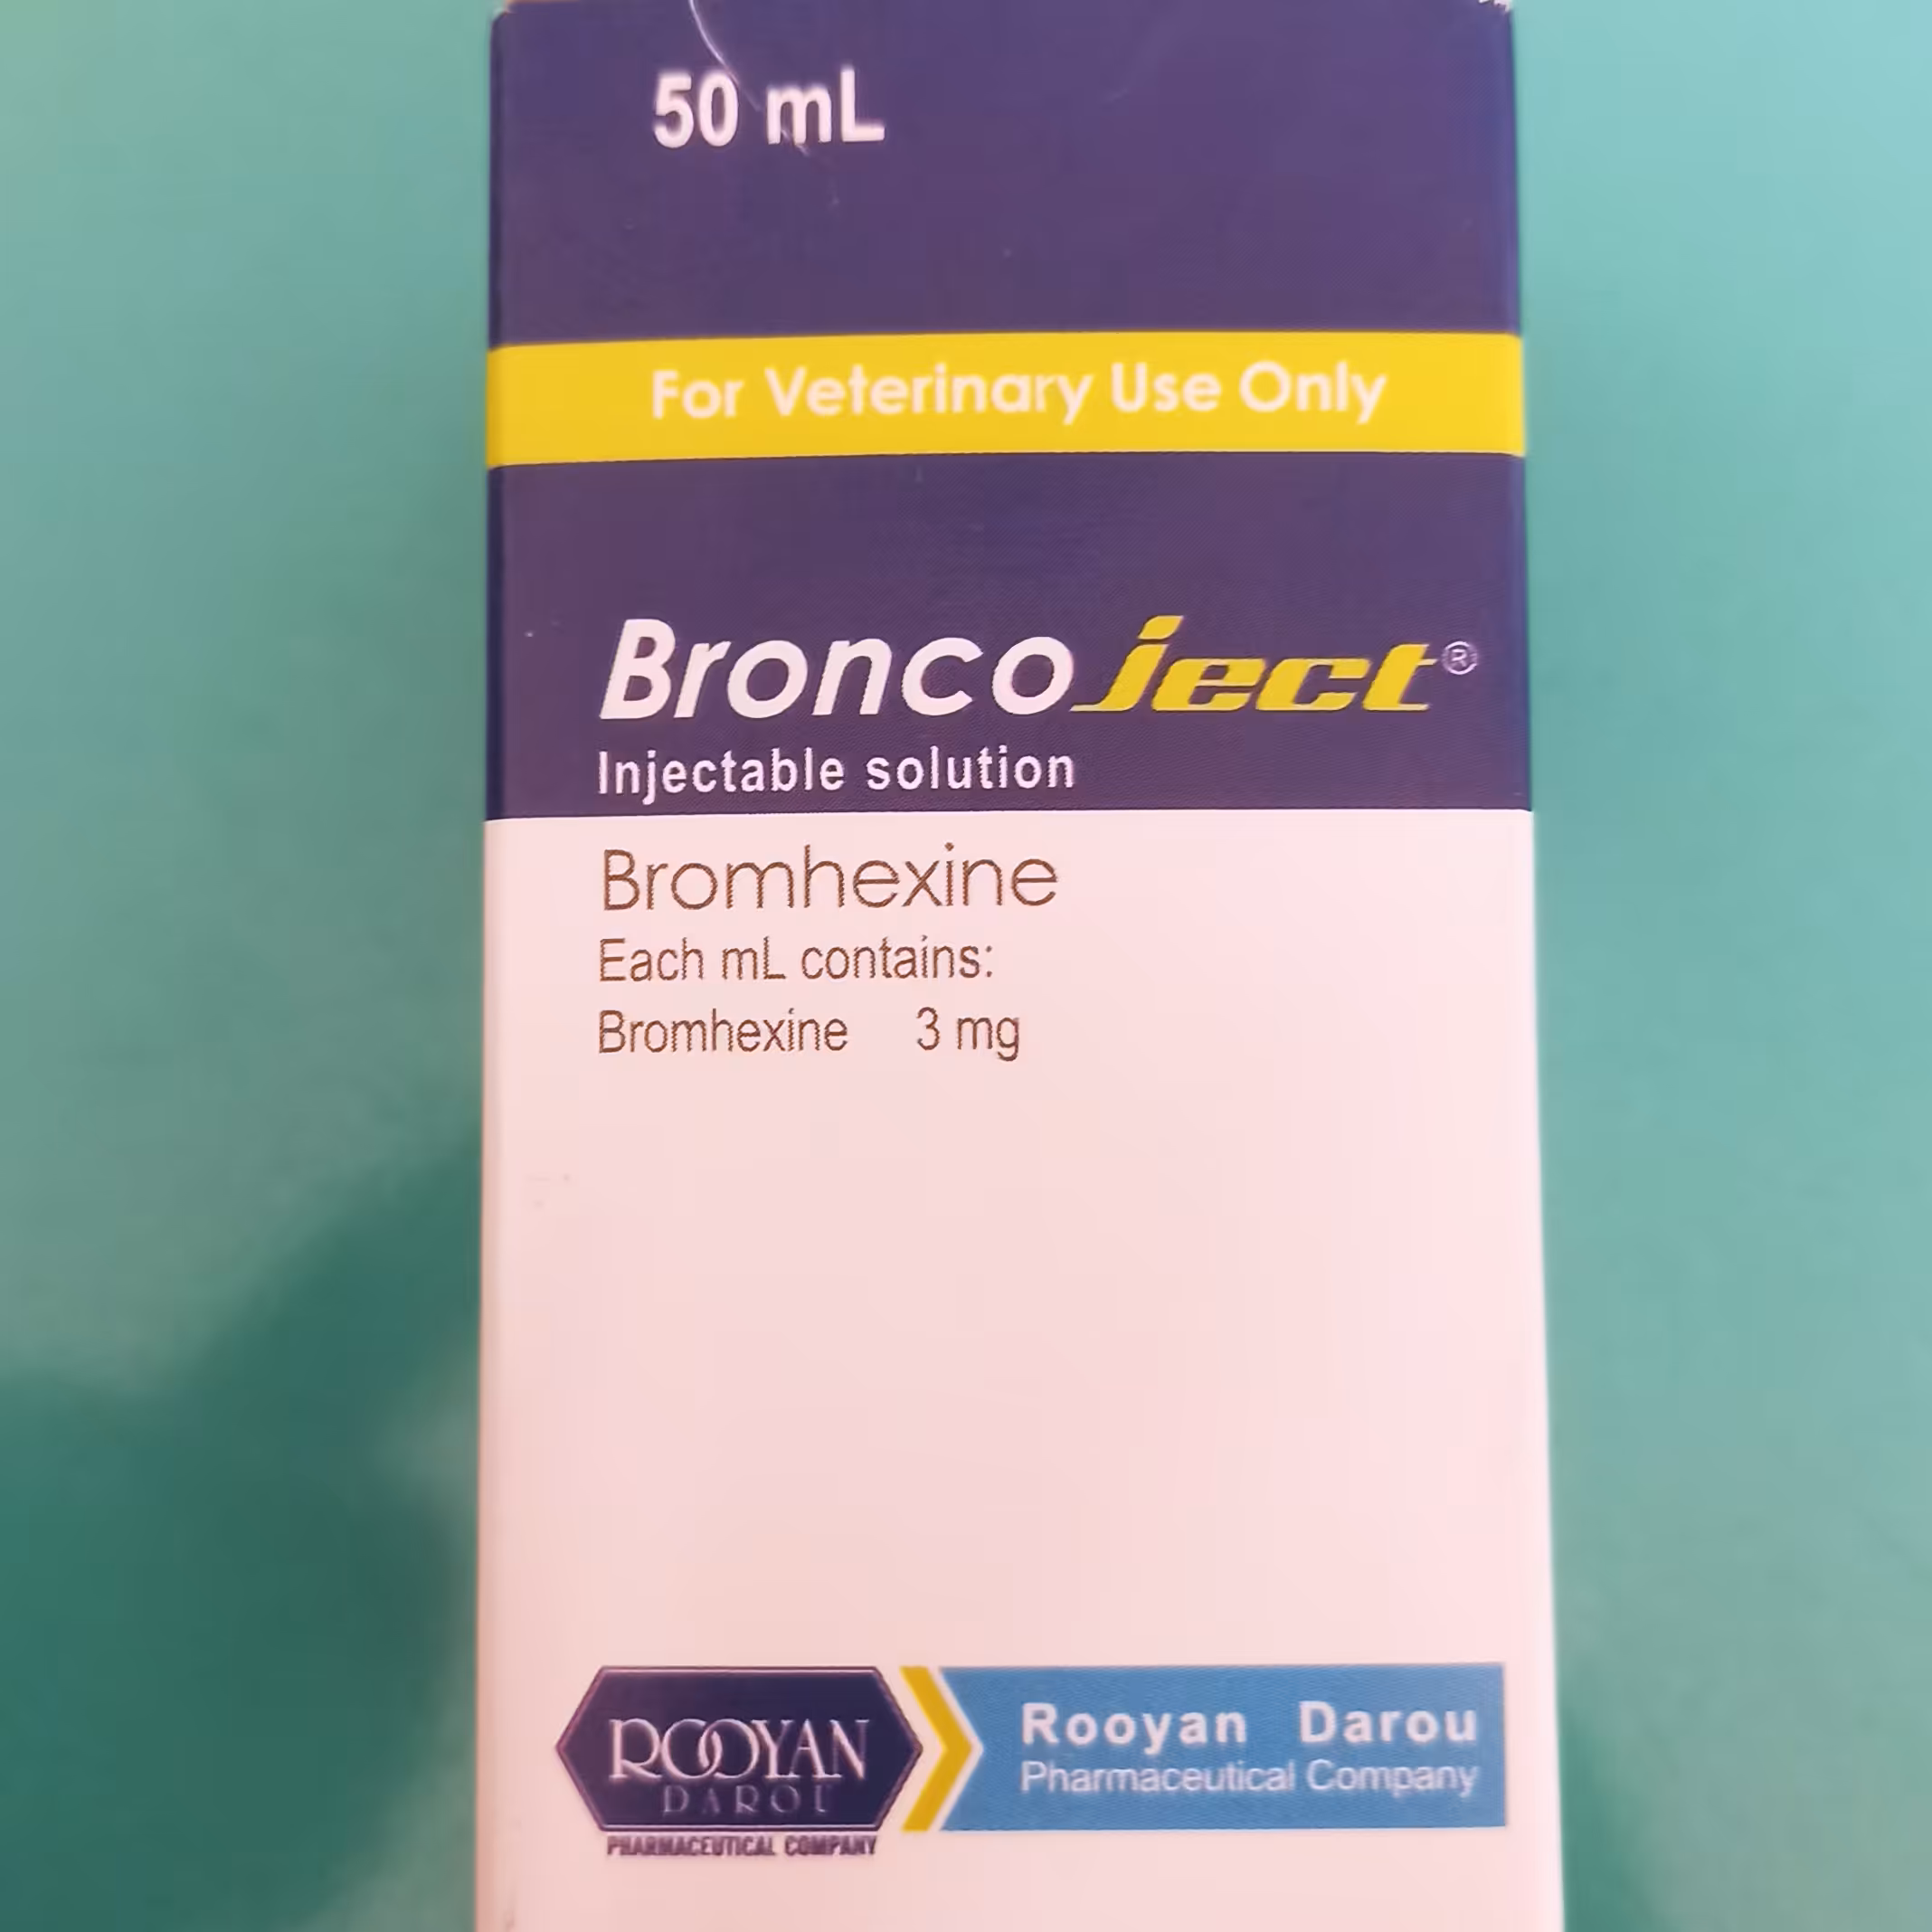 50 mL
For Veterinary Use Only
Broncoject®
Injectable solution
Bromhexine
Each mL contains:
Bromhexine 3 mg
ROOYAN
DAROU
PHARMACEUTICAL COMPANY
Rooyan Darou
Pharmaceutical Company